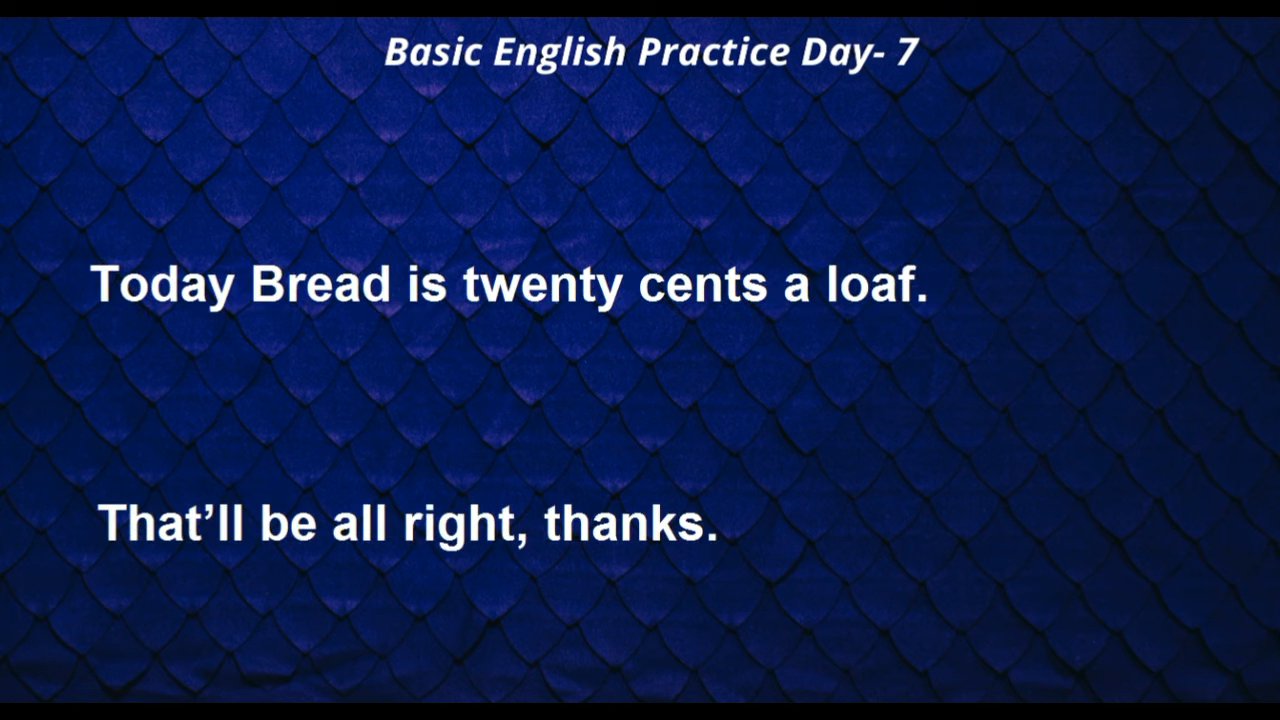 Basic English Practice Day- 7
Today Bread is twenty cents a loaf.
That’ll be all right, thanks.